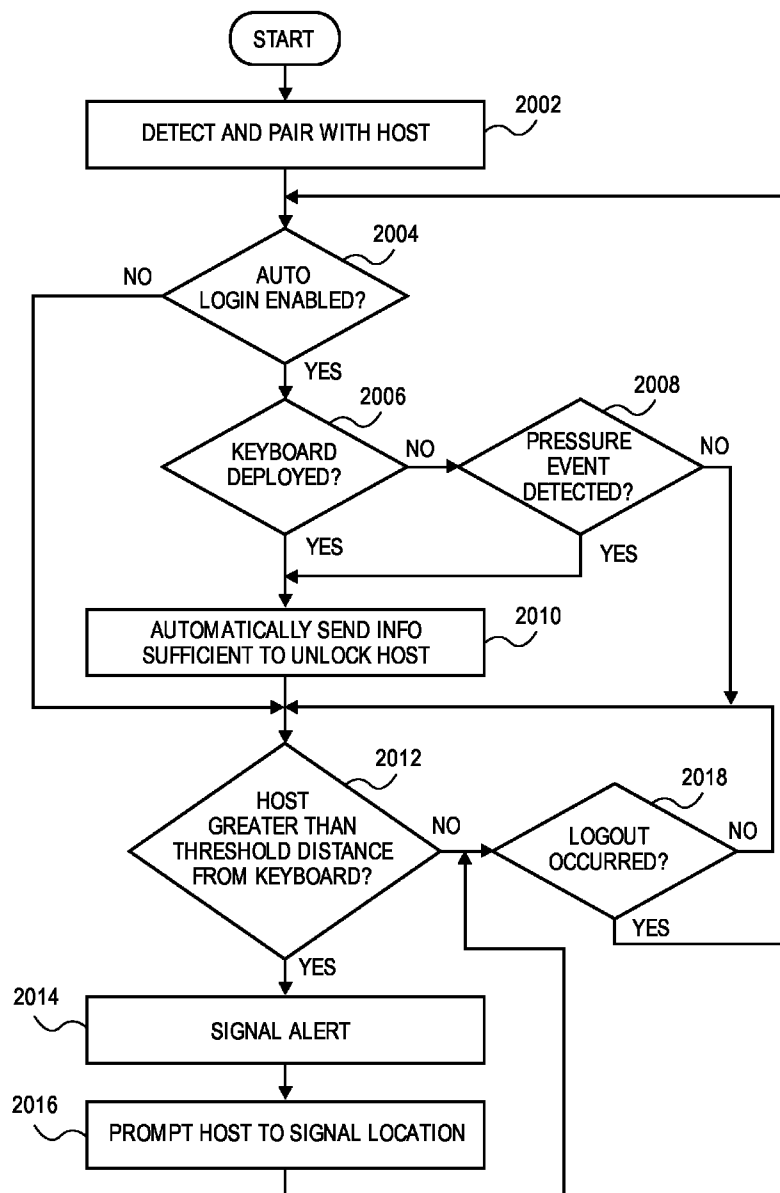 START
2002
DETECT AND PAIR WITH HOST
2004
NO
AUTO
LOGIN ENABLED?
YES
2006
2008
KEYBOARD
DEPLOYED?
NO
PRESSURE
EVENT
DETECTED?
NO
YES
YES
AUTOMATICALLY SEND INFO
SUFFICIENT TO UNLOCK HOST
2010
2012
HOST
GREATER THAN
THRESHOLD DISTANCE
FROM KEYBOARD?
NO
2018
LOGOUT
OCCURRED?
NO
YES
YES
2014
SIGNAL ALERT
2016
PROMPT HOST TO SIGNAL LOCATION